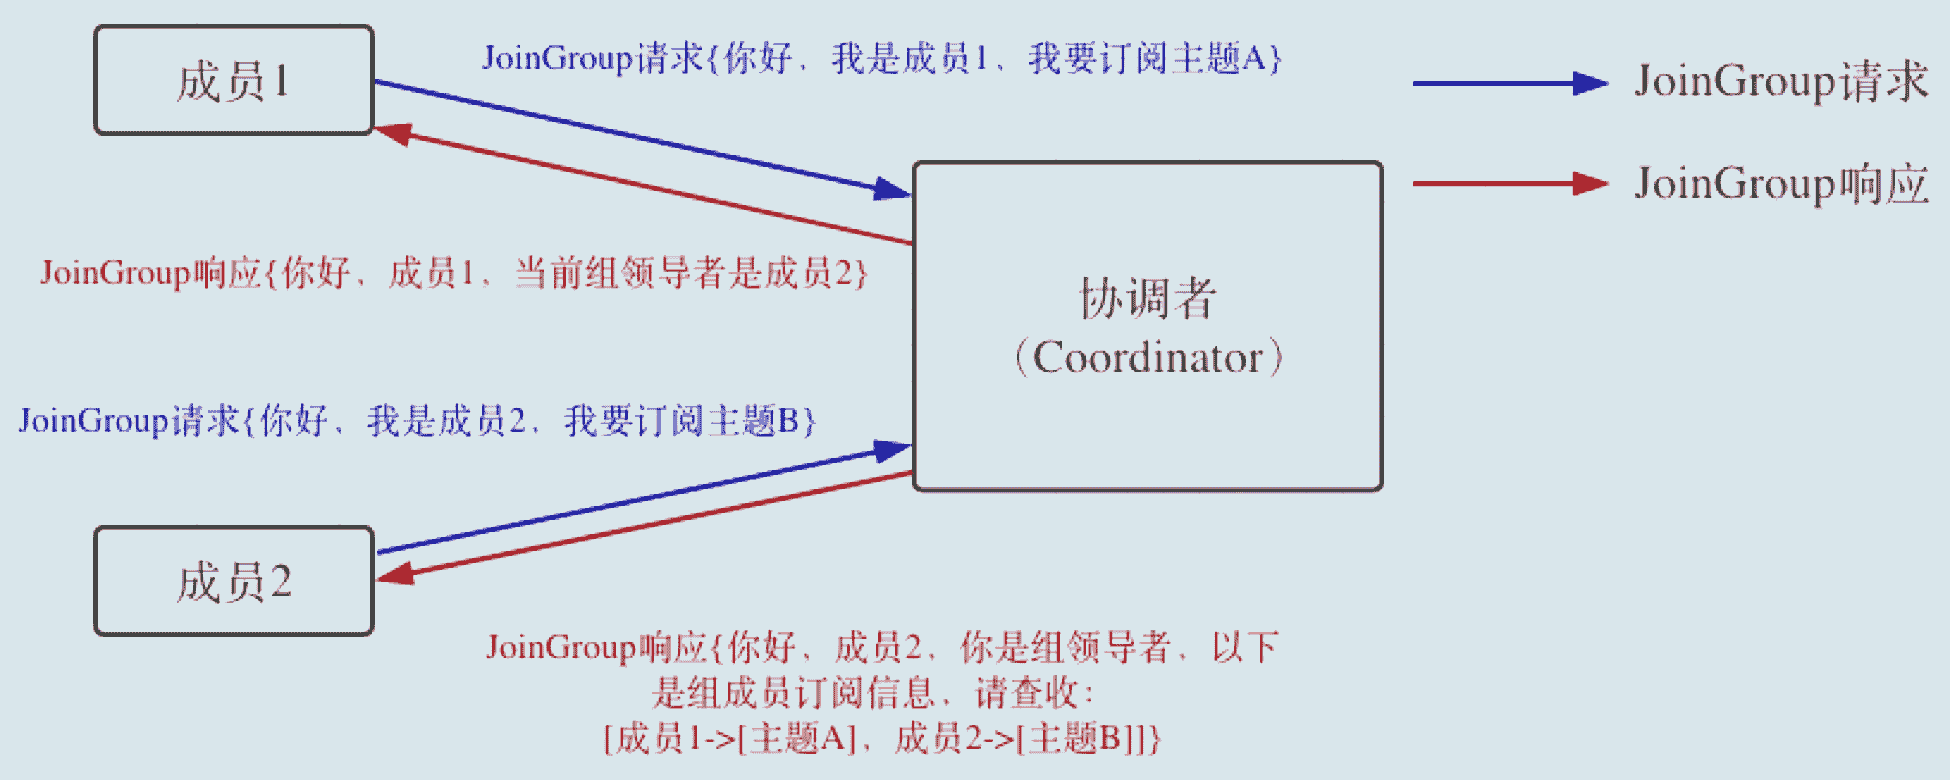 成员1
JoinGroup请求{你好，我是成员1，我要订阅主题A}
JoinGroup请求
JoinGroup响应
JoinGroup响应{你好，成员1，当前组领导者是成员2}
协调者
（Coordinator）
JoinGroup请求{你好，我是成员2，我要订阅主题B}
成员2
JoinGroup响应{你好，成员2，你是组领导者，以下
是组成员订阅信息，请查收：
[成员1->[主题A]，成员2->[主题B]]}